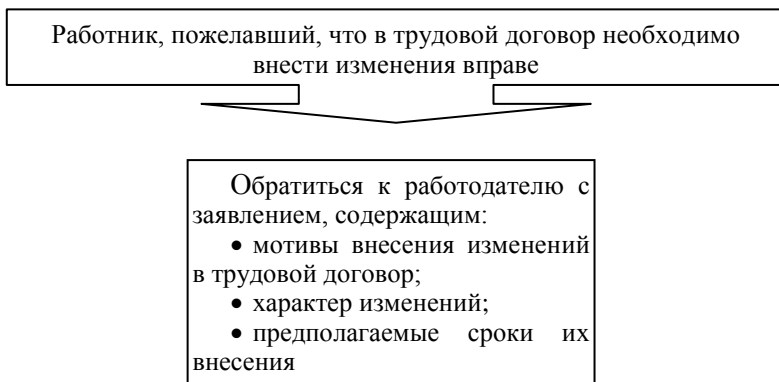 Работник, пожелавший, что в трудовой договор необходимо
внести изменения вправе
Обратиться к работодателю с
заявлением, содержащим:
• мотивы внесения изменений
в трудовой договор;
• характер изменений;
• предполагаемые сроки их
внесения